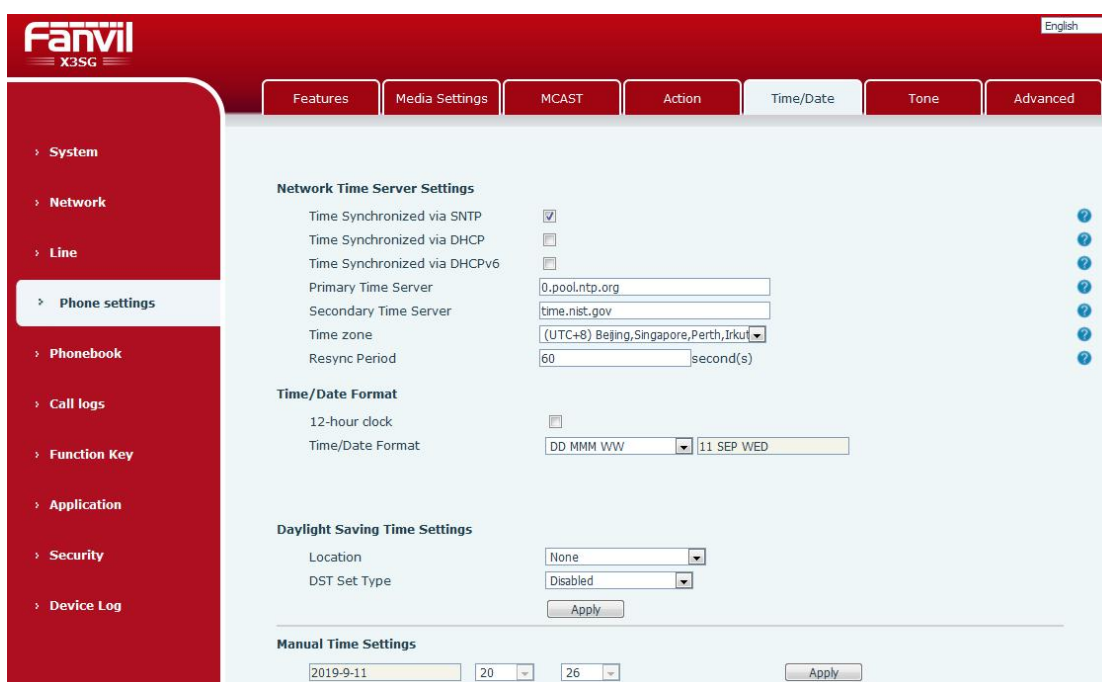 English
Fanvil
X3SG
Features Media Settings MCAST Action Time/Date Tone Advanced
› System
› Network
› Line
› Phone settings
› Phonebook
› Call logs
› Function Key
› Application
› Security
› Device Log
Network Time Server Settings
Time Synchronized via SNTP
Time Synchronized via DHCP
Time Synchronized via DHCPv6
Primary Time Server 0.pool.ntp.org
Secondary Time Server time.nist.gov
Time zone (UTC+8) Beijing,Singapore,Perth,Irkut
Resync Period 60 second(s)
Time/Date Format
12-hour clock
Time/Date Format DD MMM WW 11 SEP WED
Daylight Saving Time Settings
Location None
DST Set Type Disabled
Apply
Manual Time Settings
2019-9-11 20 26 Apply